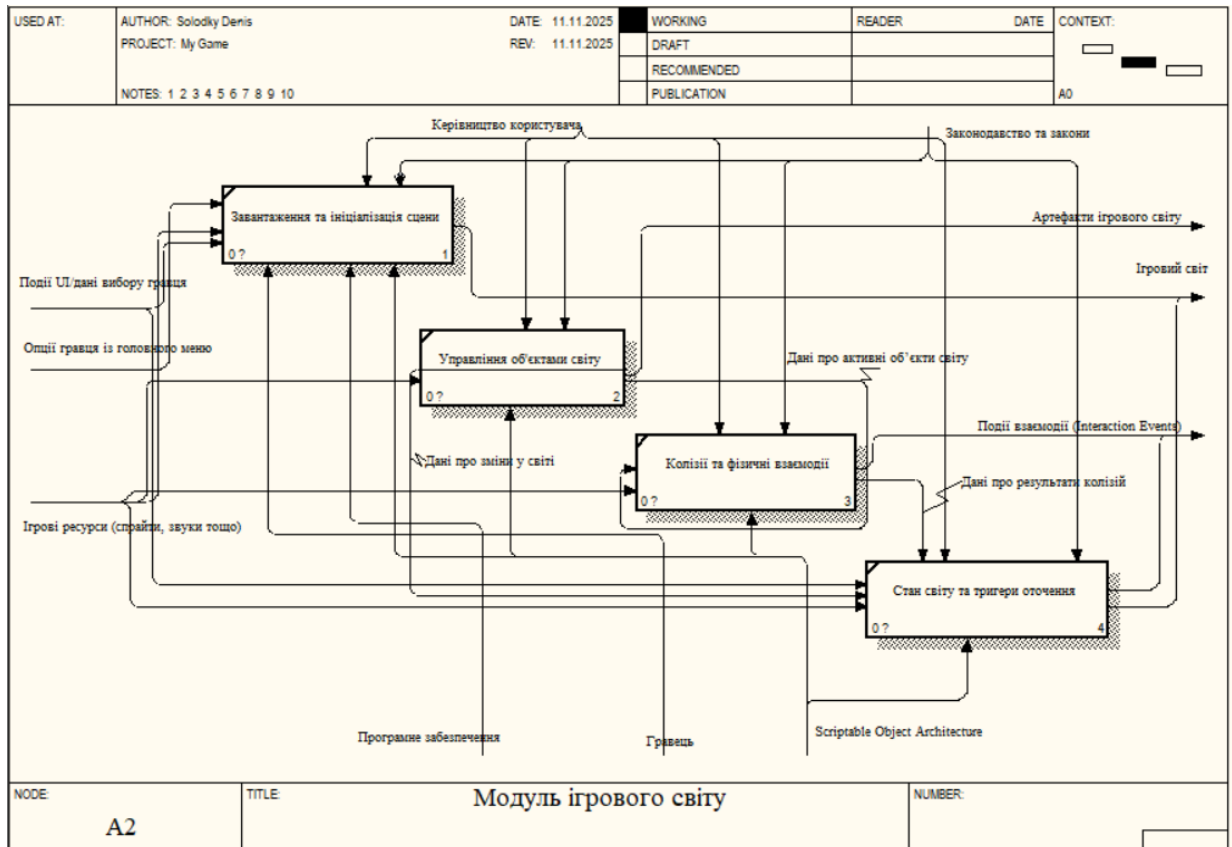 USED AT:
AUTHOR: Solodky Denis
DATE: 11.11.2025
PROJECT: My Game
REV: 11.11.2025
NOTES: 1 2 3 4 5 6 7 8 9 10
WORKING
DRAFT
RECOMMENDED
PUBLICATION
READER
DATE
CONTEXT:
A0
Керівництво користувача
Законодавство та закони
Завантаження та ініціалізація сцени
0 ?
1
Артефакти ігрового світу
Ігровий світ
Події UI/дані вибору гравця
Опції гравця із головного меню
Управління об'єктами світу
0 ?
2
Дані про активні об’єкти світу
Події взаємодії (Interaction Events)
Дані про зміни у світі
Колізії та фізичні взаємодії
0 ?
3
Дані про результати колізій
Ігрові ресурси (спрайти, звуки тощо)
Стан світу та тригери оточення
0 ?
4
Програмне забезпечення
Гравець
Scriptable Object Architecture
NODE:
A2
TITLE:
Модуль ігрового світу
NUMBER: